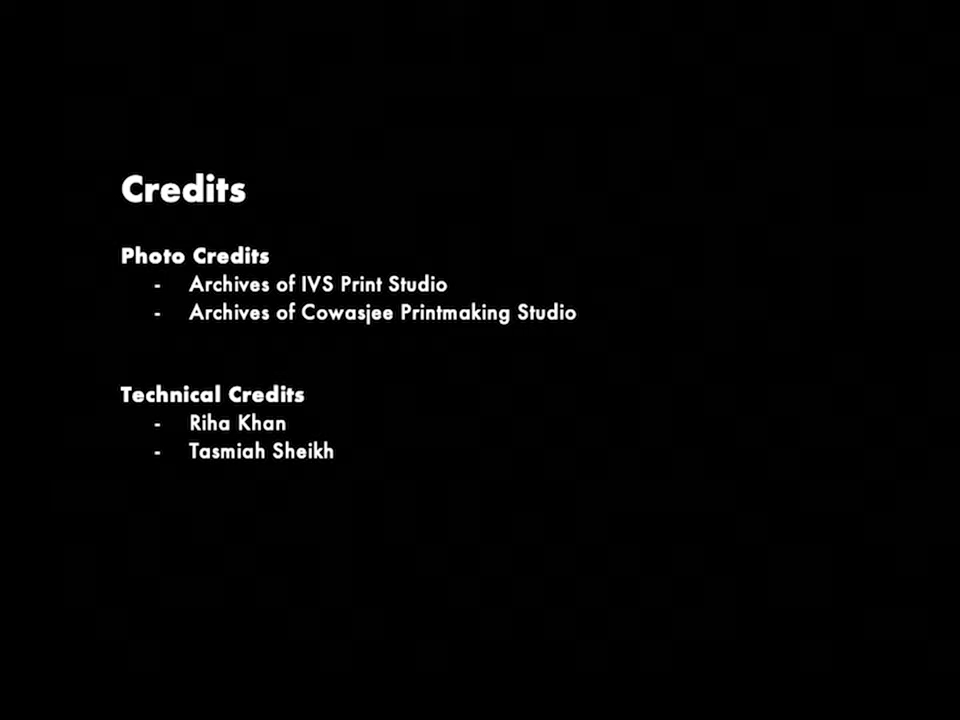 Credits
Photo Credits
- Archives of IVS Print Studio
- Archives of Cowasjee Printmaking Studio
Technical Credits
- Riha Khan
- Tasmiah Sheikh